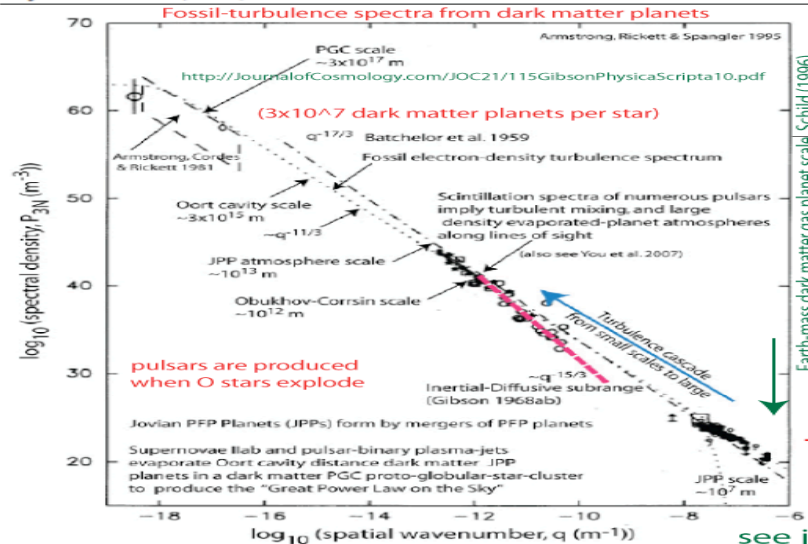 Fossil-turbulence spectra from dark matter planets
70
Armstrong, Rickett & Spangler 1995
PGC scale
~3x10^17 m
http://JournalofCosmology.com/JOC21/115GibsonPhysicaScripta10.pdf
(3x10^7 dark matter planets per star)
60
q^-17/3 Batchelor et al. 1959
Armstrong, Cordes
& Rickett 1981
Fossil electron-density turbulence spectrum
Oort cavity scale
~3x10^15 m
Scintillation spectra of numerous pulsars
imply turbulent mixing, and large
density evaporated-planet atmospheres
along lines of sight
(also see You et al. 2007)
50
~q^-11/3
JPP atmosphere scale
~10^13 m
40
Obukhov-Corrsin scale
~10^12 m
Turbulence cascade
from small scales to large
30
pulsars are produced
when O stars explode
~q^-15/3
Inertial-Diffusive subrange
(Gibson 1968ab)
Jovian PFP Planets (JPPs) form by mergers of PFP planets
Supernovae IIab and pulsar-binary plasma-jets
evaporate Oort cavity distance dark matter JPP
planets in a dark matter PGC proto-globular-star-cluster
to produce the "Great Power Law on the Sky"
20
JPP scale
~10^7 m
-18 -16 -14 -12 -10 -8 -6
log10 (spatial wavenumber, q (m^-1))
log10 (spectral density, P3N (m^-3)
Earth-mass dark matter gas planet scale Schild (1996)
see